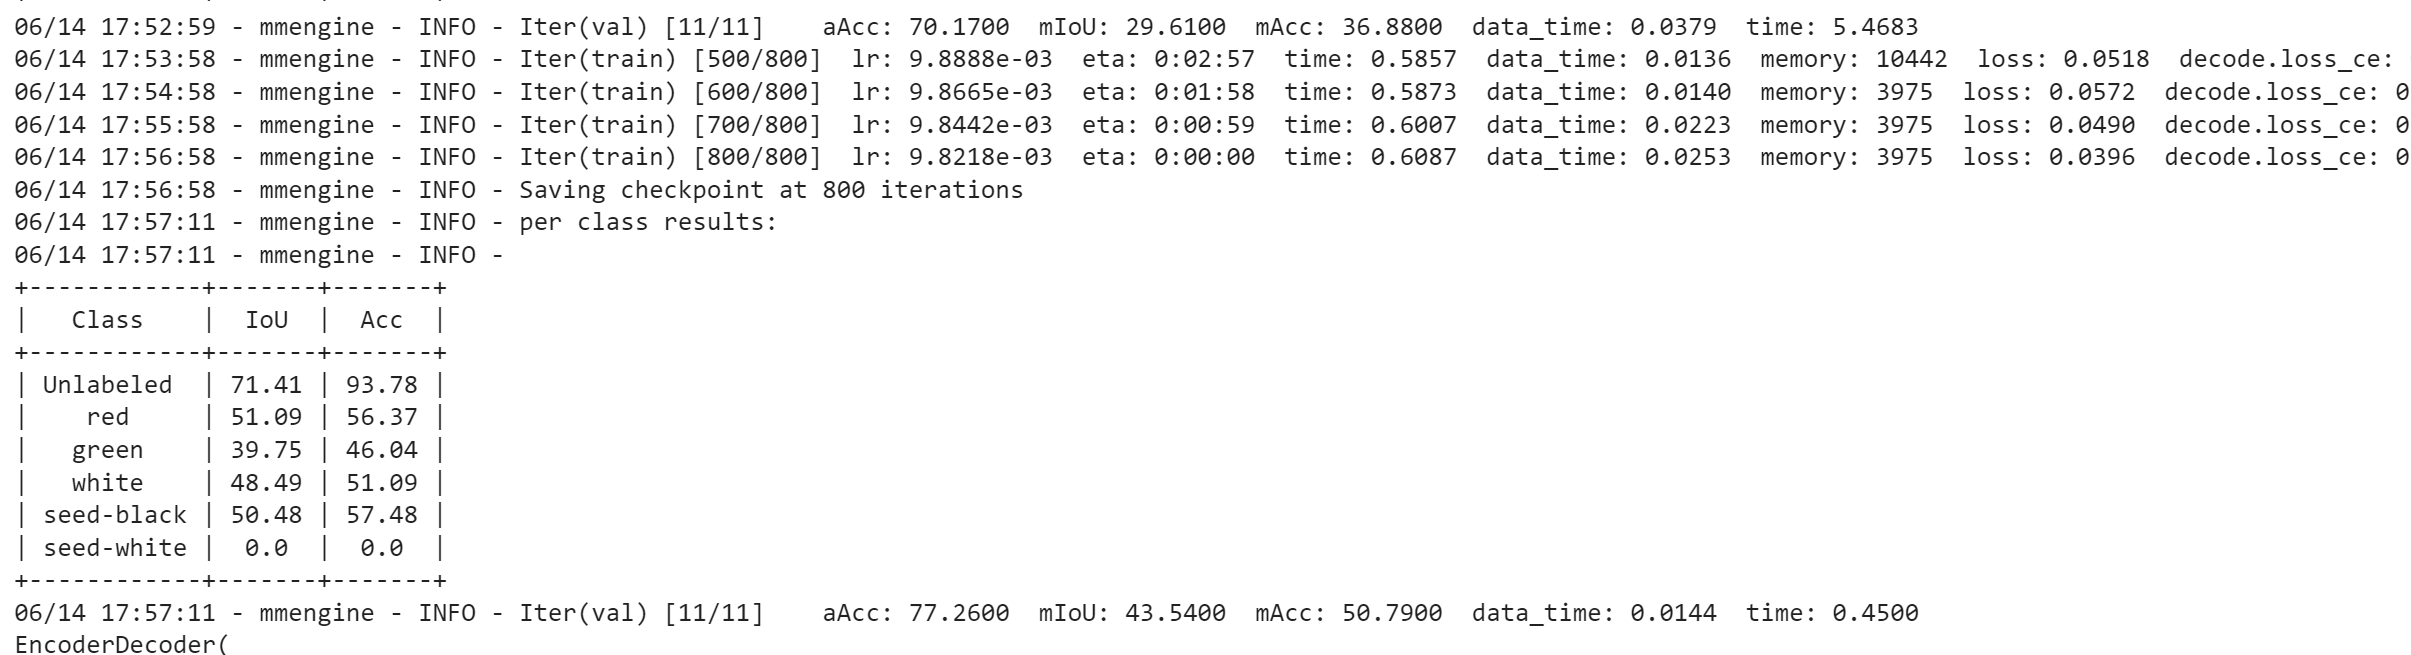 06/14 17:52:59 - mmengine - INFO - Iter(val) [11/11]    aAcc: 70.1700  mIoU: 29.6100  mAcc: 36.8800  data_time: 0.0379  time: 5.4683
06/14 17:53:58 - mmengine - INFO - Iter(train) [500/800]  lr: 9.8888e-03  eta: 0:02:57  time: 0.5857  data_time: 0.0136  memory: 10442  loss: 0.0518  decode.loss_ce:
06/14 17:54:58 - mmengine - INFO - Iter(train) [600/800]  lr: 9.8665e-03  eta: 0:01:58  time: 0.5873  data_time: 0.0140  memory: 3975  loss: 0.0572  decode.loss_ce: 0
06/14 17:55:58 - mmengine - INFO - Iter(train) [700/800]  lr: 9.8442e-03  eta: 0:00:59  time: 0.6007  data_time: 0.0223  memory: 3975  loss: 0.0490  decode.loss_ce: 0
06/14 17:56:58 - mmengine - INFO - Iter(train) [800/800]  lr: 9.8218e-03  eta: 0:00:00  time: 0.6087  data_time: 0.0253  memory: 3975  loss: 0.0396  decode.loss_ce: 0
06/14 17:56:58 - mmengine - INFO - Saving checkpoint at 800 iterations
06/14 17:57:11 - mmengine - INFO - per class results:
06/14 17:57:11 - mmengine - INFO -
+------------+-------+-------+
|   Class    |  IoU  |  Acc  |
+------------+-------+-------+
| Unlabeled  | 71.41 | 93.78 |
|    red     | 51.09 | 56.37 |
|   green    | 39.75 | 46.04 |
|   white    | 48.49 | 51.09 |
| seed-black | 50.48 | 57.48 |
| seed-white |  0.0  |  0.0  |
+------------+-------+-------+
06/14 17:57:11 - mmengine - INFO - Iter(val) [11/11]    aAcc: 77.2600  mIoU: 43.5400  mAcc: 50.7900  data_time: 0.0144  time: 0.4500
EncoderDecoder(